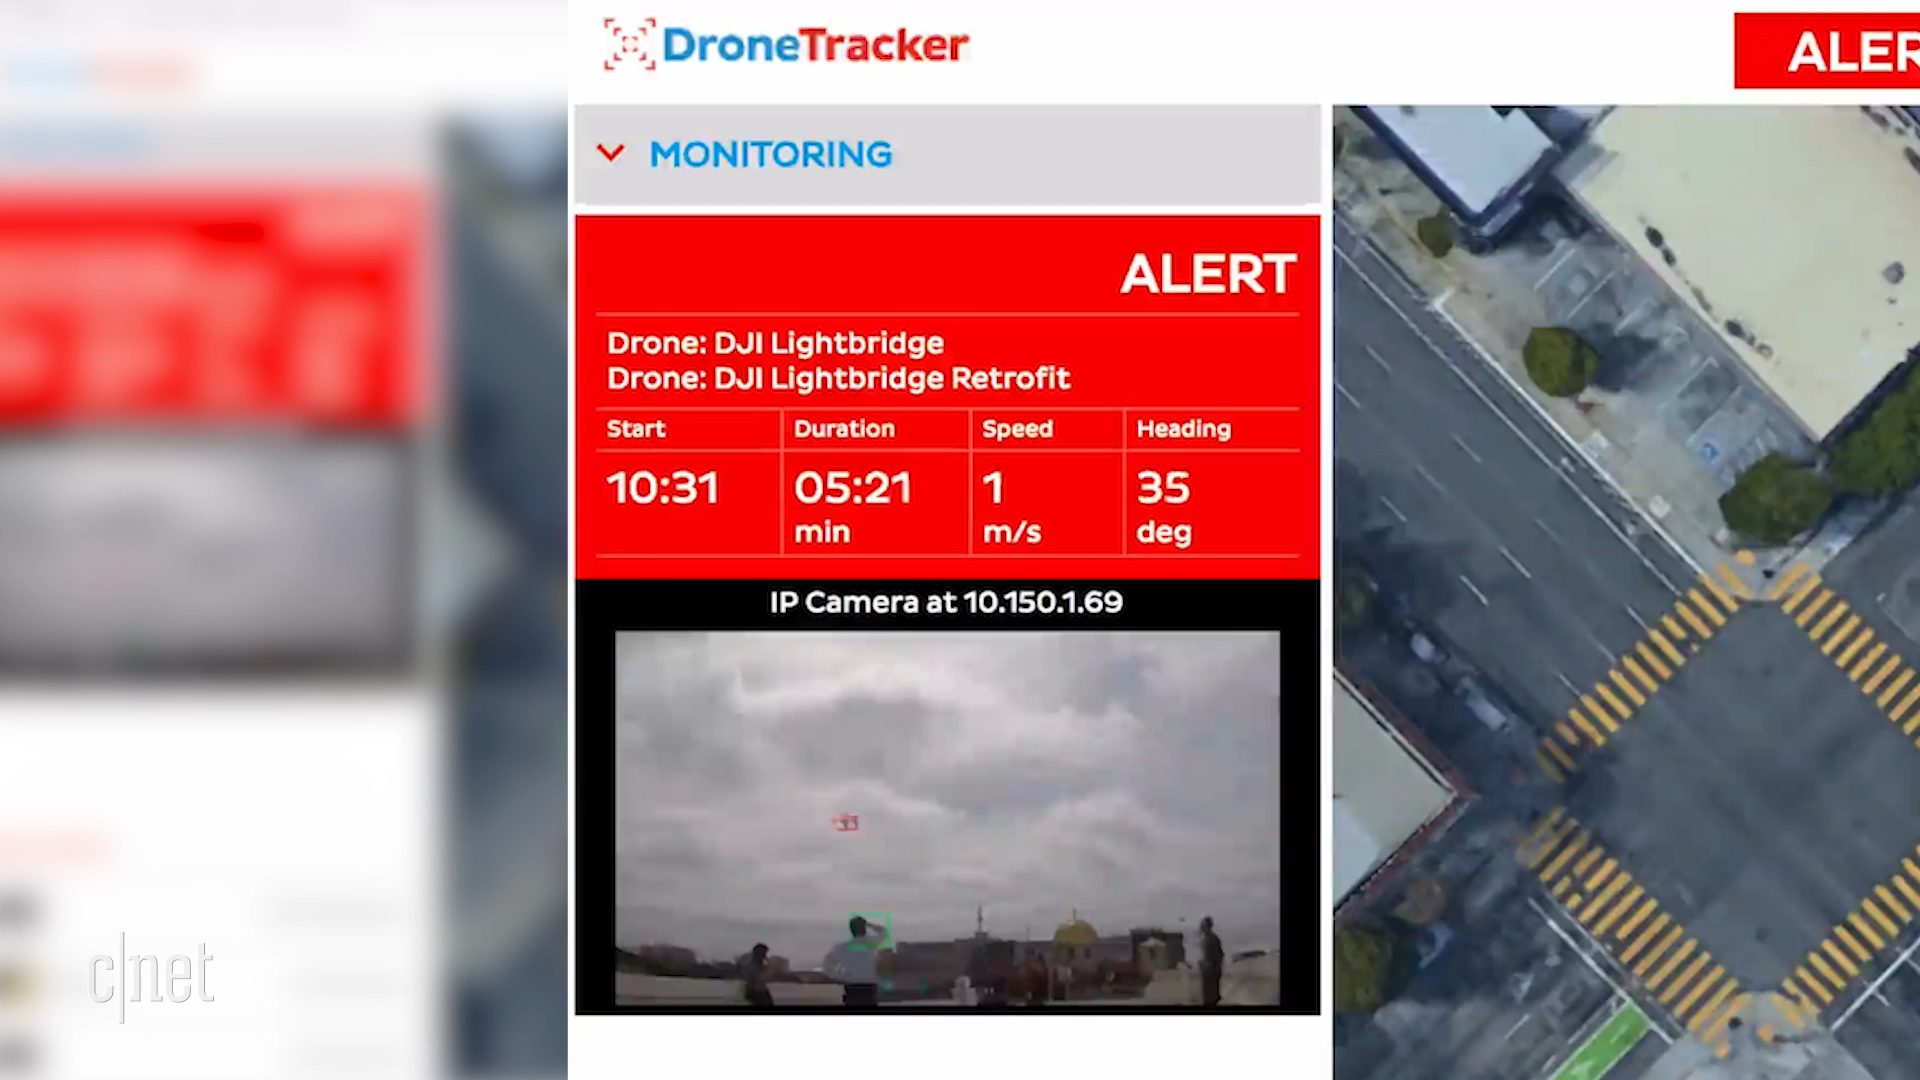 DroneTracker
ALER
MONITORING
ALERT
Drone: DJI Lightbridge
Drone: DJI Lightbridge Retrofit
Start Duration Speed Heading
10:31 05:21 1 35
min m/s deg
IP Camera at 10.150.1.69
c|net